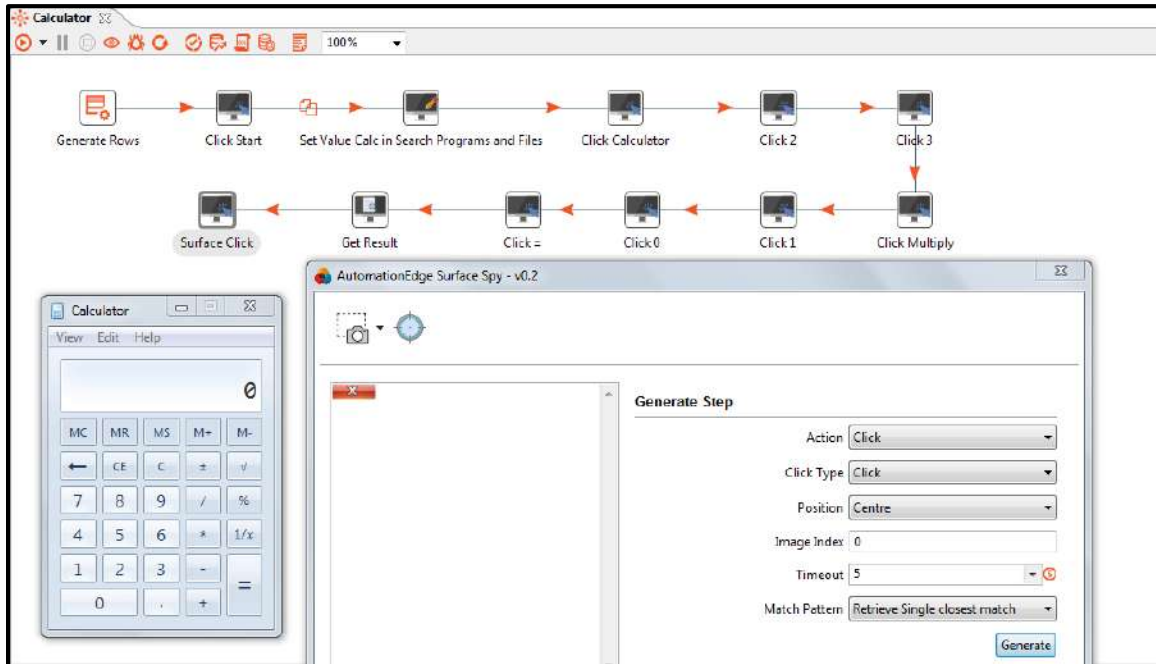 Calculator
100%
Generate Rows
Click Start
Set Value Calc in Search Programs and Files
Click Calculator
Click 2
Click 3
Surface Click
Get Result
Click =
Click 0
Click 1
Click Multiply
AutomationEdge Surface Spy - v0.2
Calculator
View Edit Help
0
MC MR MS M+ M-
← CE C ± √
7 8 9 / %
4 5 6 * 1/x
1 2 3 - =
0 . +
Generate Step
Action Click
Click Type Click
Position Centre
Image Index 0
Timeout 5
Match Pattern Retrieve Single closest match
Generate